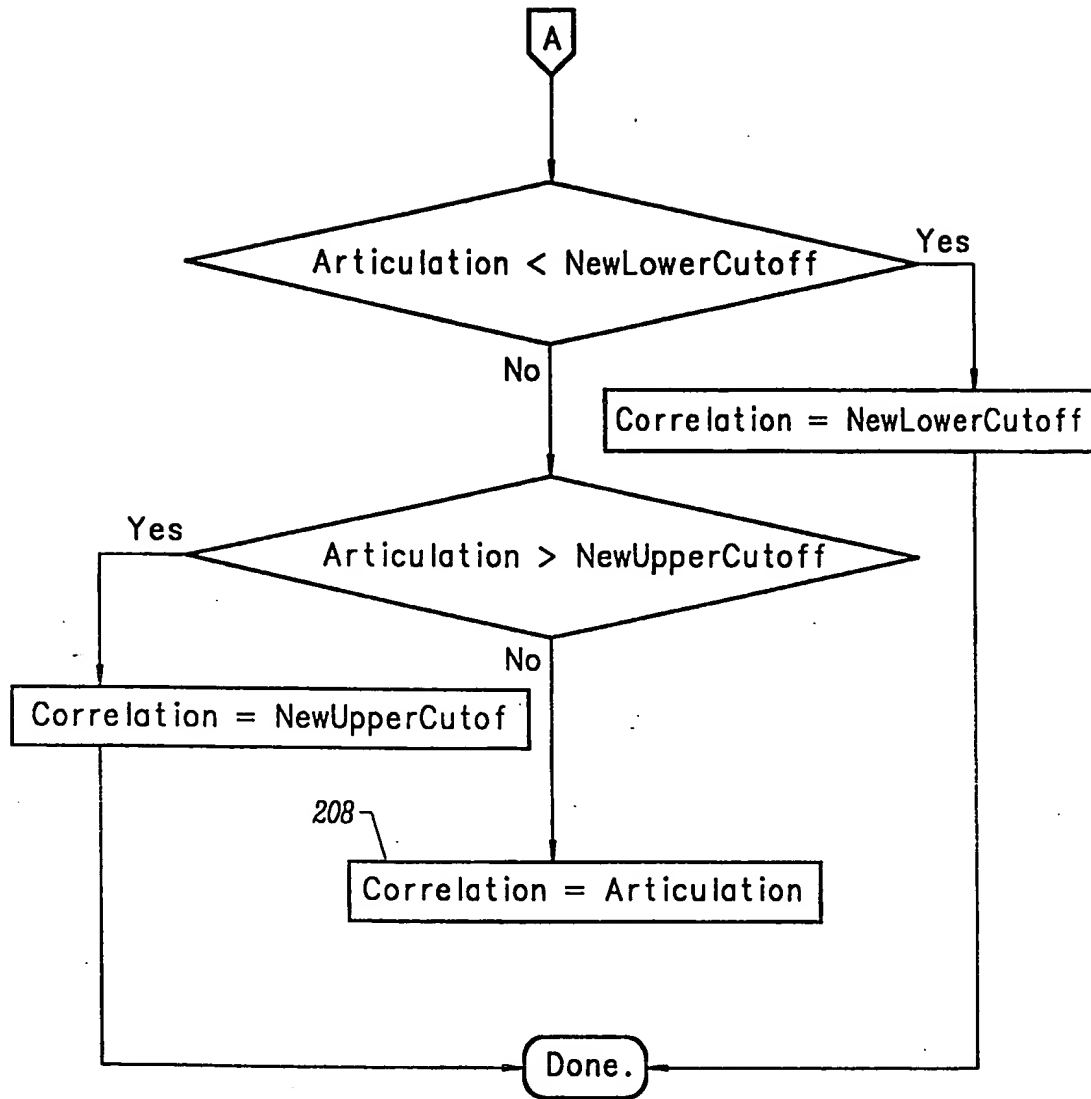 A
Articulation < NewLowerCutoff
Yes
No
Correlation = NewLowerCutoff
Yes
Articulation > NewUpperCutoff
No
Correlation = NewUpperCutof
208
Correlation = Articulation
Done.